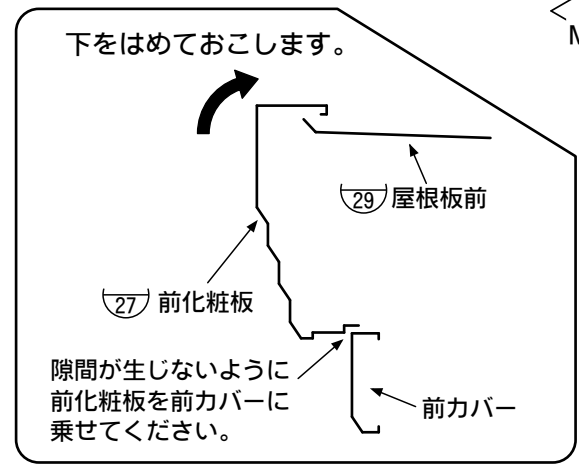 下をはめておこします。
M
29 屋根板前
27 前化粧板
隙間が生じないように
前化粧板を前カバーに
乗せてください。
前カバー